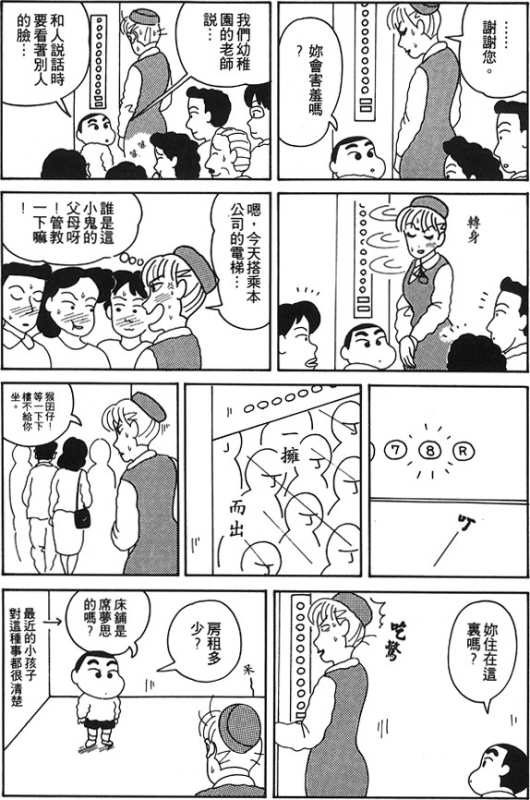 謝謝您。
妳會害羞嗎
?
我們幼稚
園的老師
說…
和人說話時
要看著別人
的臉…
轉身
嗯,今天搭乘本
公司的電梯…
誰是這
小鬼的
父母呀
!管教
一下嘛
!
7
8
R
叮
一擁
而出
猴囝仔!
等一下下
樓不給你
坐。
妳住在這
裏嗎?
吃驚
房租多
少?
呆
床舖是
席夢思
的嗎?
最近的小孩子
對這種事都很清楚